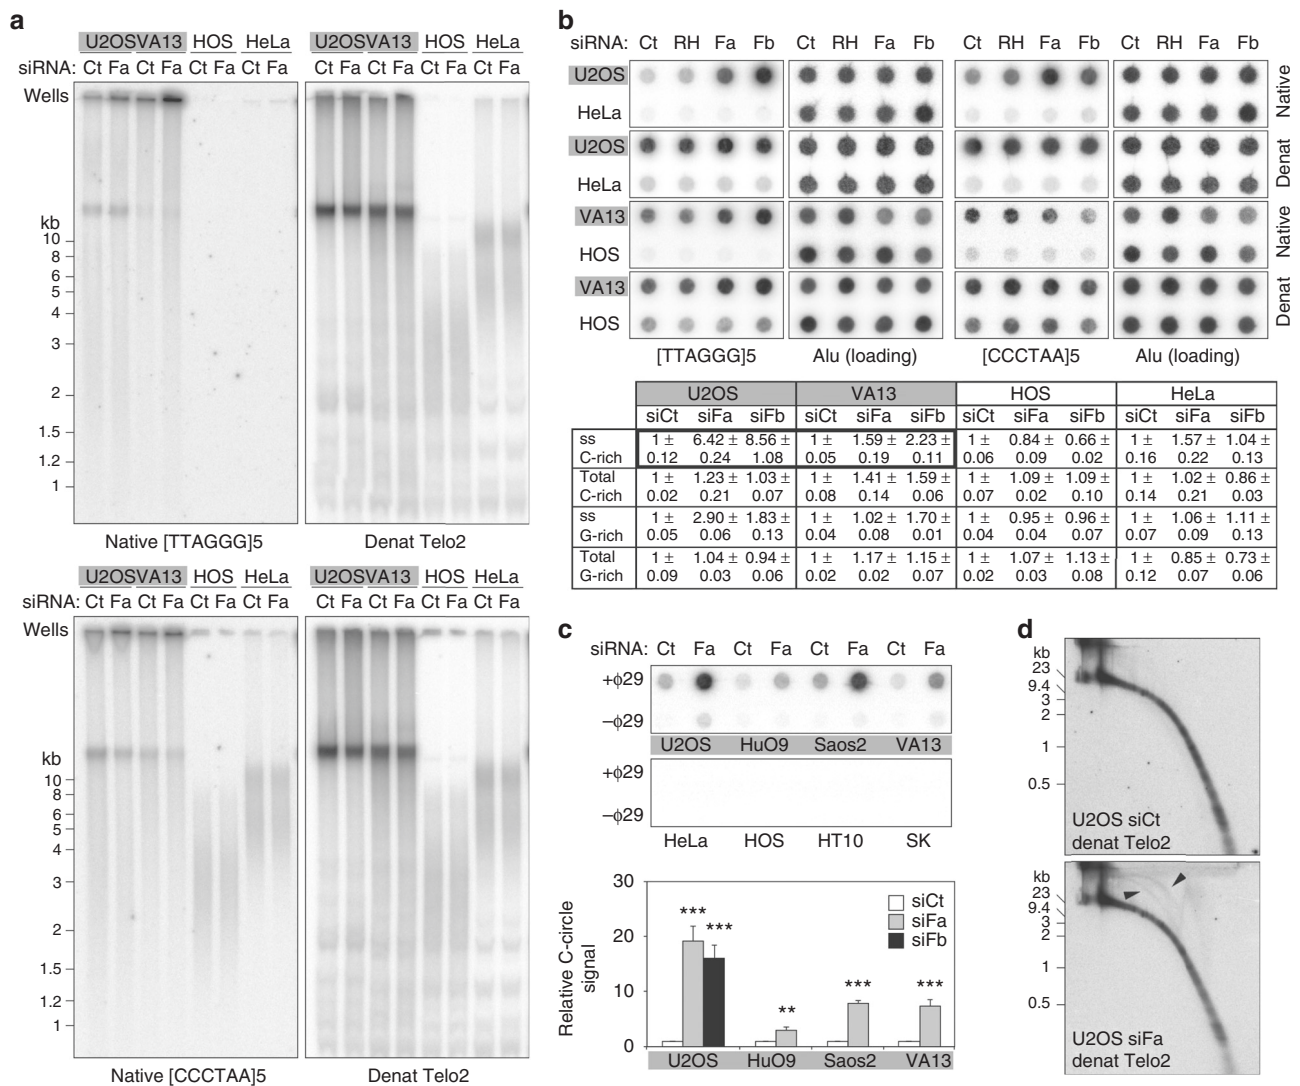 a
U2OSVA13 HOS HeLa U2OSVA13 HOS HeLa
siRNA: Ct Fa Ct Fa Ct Fa Ct Fa Ct Fa Ct Fa Ct Fa Ct Fa
Wells
kb
10
8
6
5
4
3
2
1.5
1.2
1
Native [TTAGGG]5 Denat Telo2
U2OSVA13 HOS HeLa U2OSVA13 HOS HeLa
siRNA: Ct Fa Ct Fa Ct Fa Ct Fa Ct Fa Ct Fa Ct Fa Ct Fa
Wells
kb
10
8
6
5
4
3
2
1.5
1.2
1
Native [CCCTAA]5 Denat Telo2
b
siRNA: Ct RH Fa Fb Ct RH Fa Fb Ct RH Fa Fb Ct RH Fa Fb
U2OS
HeLa
Native
U2OS
HeLa
Denat
VA13
HOS
Native
VA13
HOS
Denat
[TTAGGG]5 Alu (loading) [CCCTAA]5 Alu (loading)
U2OS VA13 HOS HeLa
siCt siFa siFb siCt siFa siFb siCt siFa siFb siCt siFa siFb
ss 1 ± 6.42 ± 8.56 ± 1 ± 1.59 ± 2.23 ± 1 ± 0.84 ± 0.66 ± 1 ± 1.57 ± 1.04 ±
C-rich 0.12 0.24 1.08 0.05 0.19 0.11 0.06 0.09 0.02 0.16 0.22 0.13
Total 1 ± 1.23 ± 1.03 ± 1 ± 1.41 ± 1.59 ± 1 ± 1.09 ± 1.09 ± 1 ± 1.02 ± 0.86 ±
C-rich 0.02 0.21 0.07 0.08 0.14 0.06 0.07 0.02 0.10 0.14 0.21 0.03
ss 1 ± 2.90 ± 1.83 ± 1 ± 1.02 ± 1.70 ± 1 ± 0.95 ± 0.96 ± 1 ± 1.06 ± 1.11 ±
G-rich 0.05 0.06 0.13 0.04 0.08 0.01 0.04 0.04 0.07 0.07 0.09 0.13
Total 1 ± 1.04 ± 0.94 ± 1 ± 1.17 ± 1.15 ± 1 ± 1.07 ± 1.13 ± 1 ± 0.85 ± 0.73 ±
G-rich 0.09 0.03 0.06 0.02 0.02 0.07 0.02 0.03 0.08 0.12 0.07 0.06
c
siRNA: Ct Fa Ct Fa Ct Fa Ct Fa
+ϕ29
−ϕ29
U2OS HuO9 Saos2 VA13
+ϕ29
−ϕ29
HeLa HOS HT10 SK
Relative C-circle
signal
30
20
10
0
*** *** ** *** ***
siCt
siFa
siFb
U2OS HuO9 Saos2 VA13
d
kb
23
9.4
3
2
1
0.5
U2OS siCt
denat Telo2
kb
23
9.4
3
2
1
0.5
U2OS siFa
denat Telo2